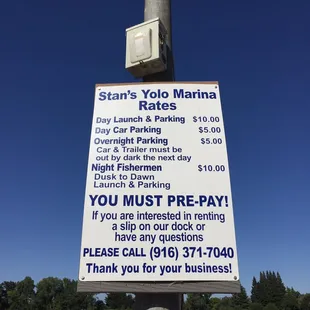 Stan's Yolo Marina
Rates
Day Launch & Parking $10.00
Day Car Parking $5.00
Overnight Parking $5.00
Car & Trailer must be
out by dark the next day
Night Fishermen $10.00
Dusk to Dawn
Launch & Parking
YOU MUST PRE-PAY!
If you are interested in renting
a slip on our dock or
have any questions
PLEASE CALL (916) 371-7040
Thank you for your business!